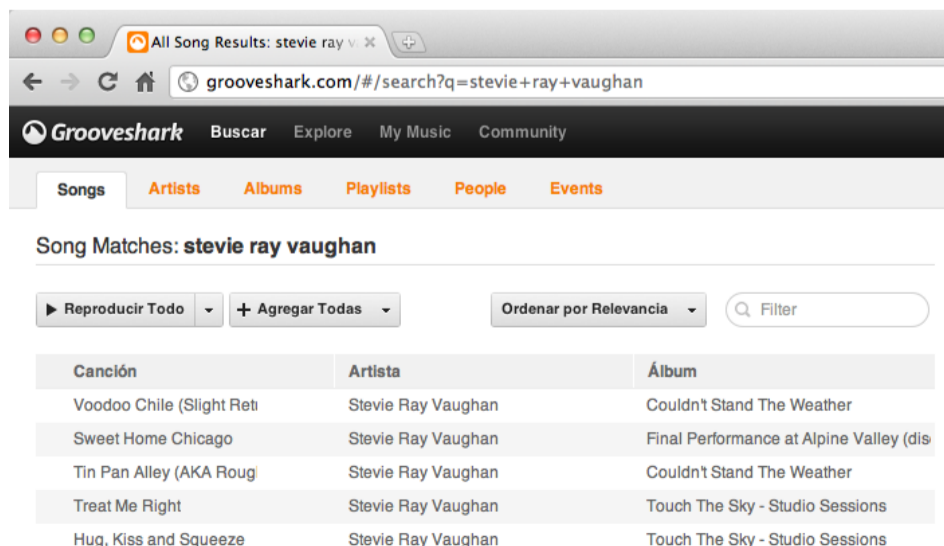 All Song Results: stevie ray v
grooveshark.com/#/search?q=stevie+ray+vaughan
Grooveshark Buscar Explore My Music Community
Songs Artists Albums Playlists People Events
Song Matches: stevie ray vaughan
Reproducir Todo + Agregar Todas Ordenar por Relevancia Filter
Canción Artista Álbum
Voodoo Chile (Slight Retu Stevie Ray Vaughan Couldn't Stand The Weather
Sweet Home Chicago Stevie Ray Vaughan Final Performance at Alpine Valley (dis
Tin Pan Alley (AKA Roug Stevie Ray Vaughan Couldn't Stand The Weather
Treat Me Right Stevie Ray Vaughan Touch The Sky - Studio Sessions
Hug, Kiss and Squeeze Stevie Ray Vaughan Touch The Sky - Studio Sessions